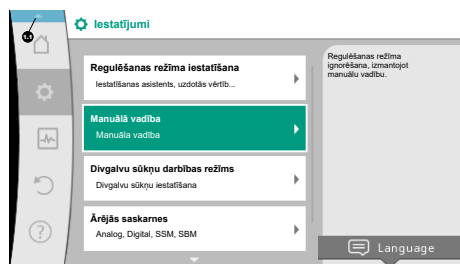 1.1
Iestatījumi
Regulēšanas režīma iestatīšana
Iestatīšanas asistents, uzdotās vērtīb...
Manuālā vadība
Manuāla vadība
Divgalvu sūkņu darbības režīms
Divgalvu sūkņu iestatīšana
Ārējās saskarnes
Analog, Digital, SSM, SBM
Regulēšanas režīma
ignorēšana, izmantojot
manuālu vadību.
Language